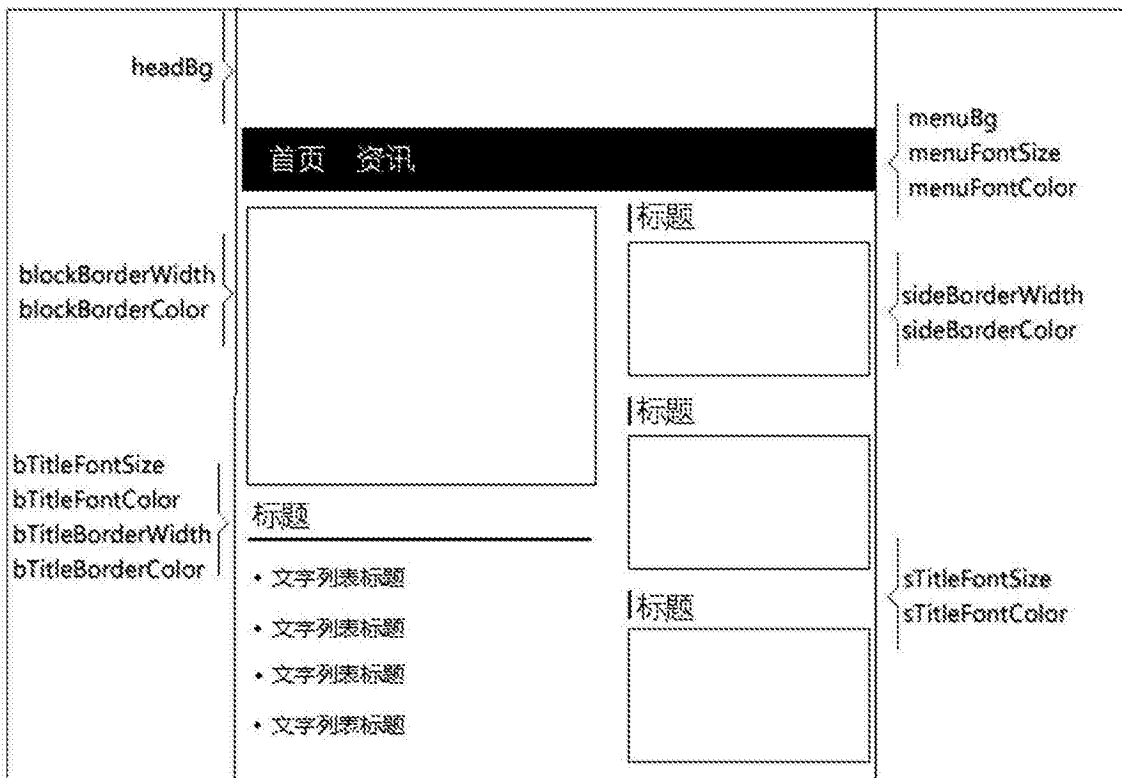 headBg
menuBg
menuFontSize
menuFontColor
首页 资讯
标题
blockBorderWidth
blockBorderColor
sideBorderWidth
sideBorderColor
标题
bTitleFontSize
bTitleFontColor
bTitleBorderWidth
bTitleBorderColor
标题
• 文字列表标题
• 文字列表标题
• 文字列表标题
• 文字列表标题
标题
sTitleFontSize
sTitleFontColor